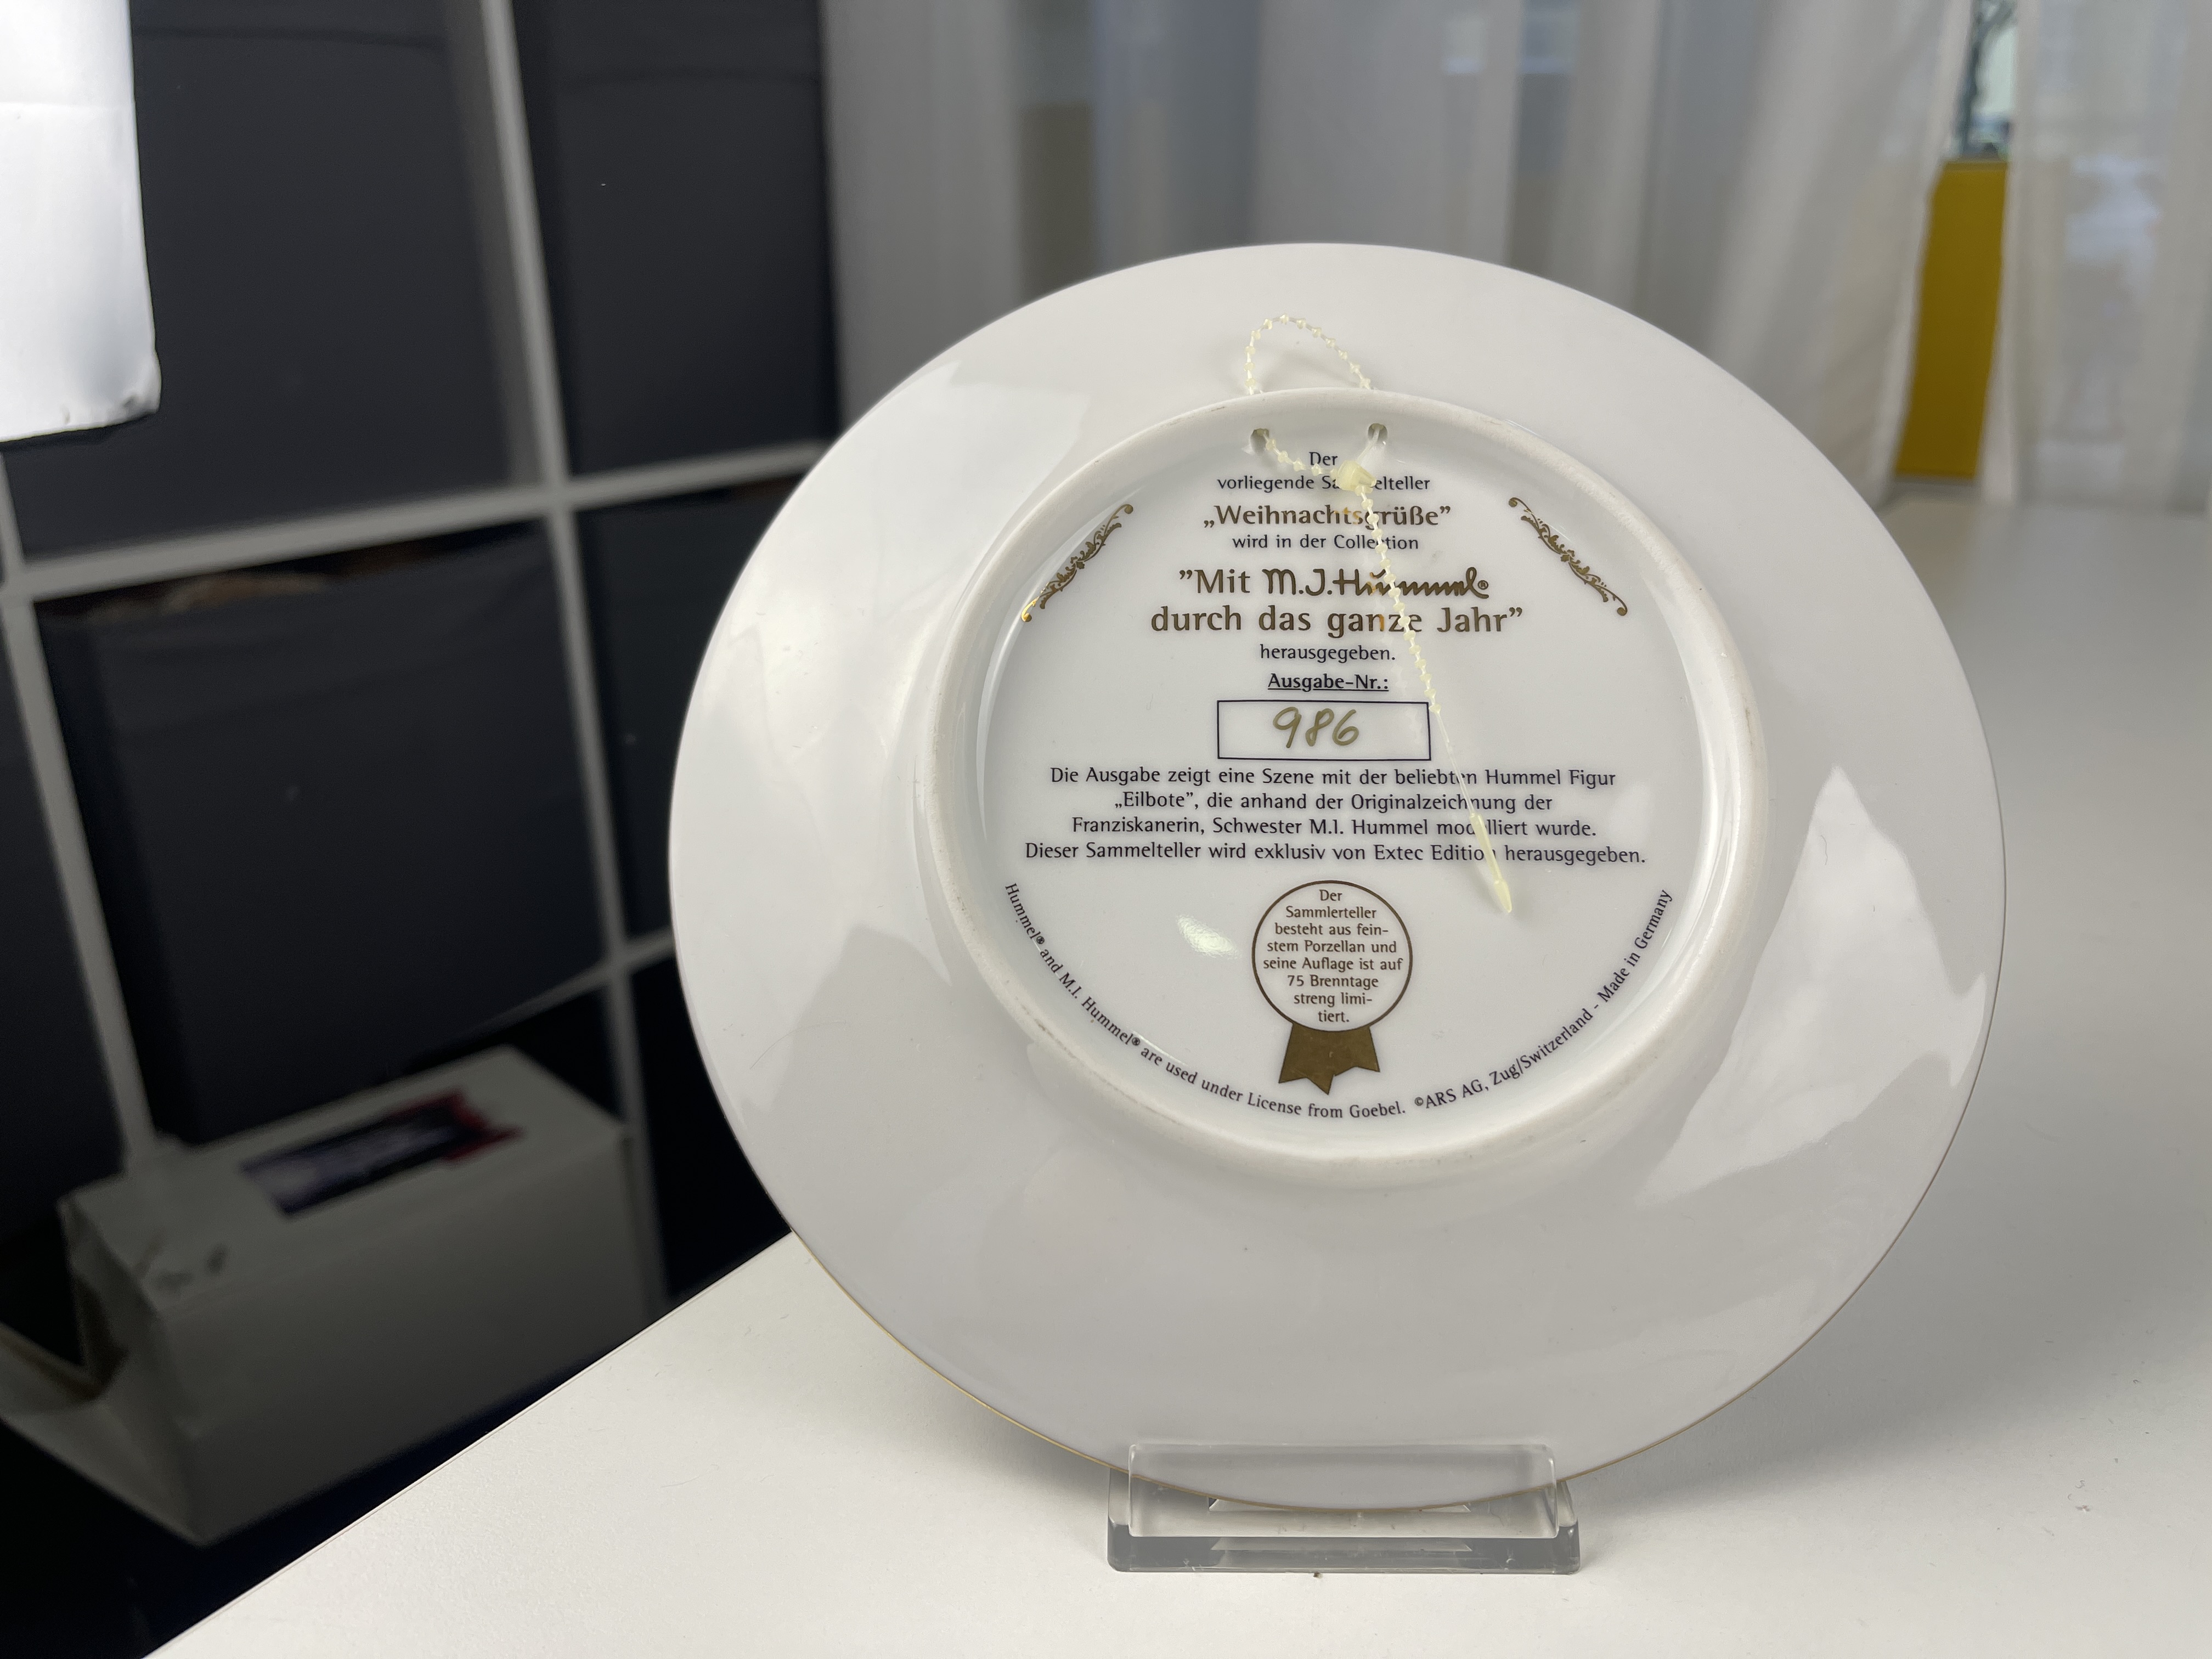 Der
vorliegende Sammelteller
„Weihnachtsgrüße”
wird in der Collection
”Mit M.J.Hummel®
durch das ganze Jahr”
herausgegeben.
Ausgabe-Nr.:
986
Die Ausgabe zeigt eine Szene mit der beliebten Hummel Figur
„Eilbote”, die anhand der Originalzeichnung der
Franziskanerin, Schwester M.I. Hummel modelliert wurde.
Dieser Sammelteller wird exklusiv von Extec Edition herausgegeben.
Der
Sammlerteller
besteht aus fein-
stem Porzellan und
seine Auflage ist auf
75 Brenntage
streng limi-
tiert.
Hummel® and M.I. Hummel® are used under License from Goebel. ©ARS AG, Zug/Switzerland - Made in Germany